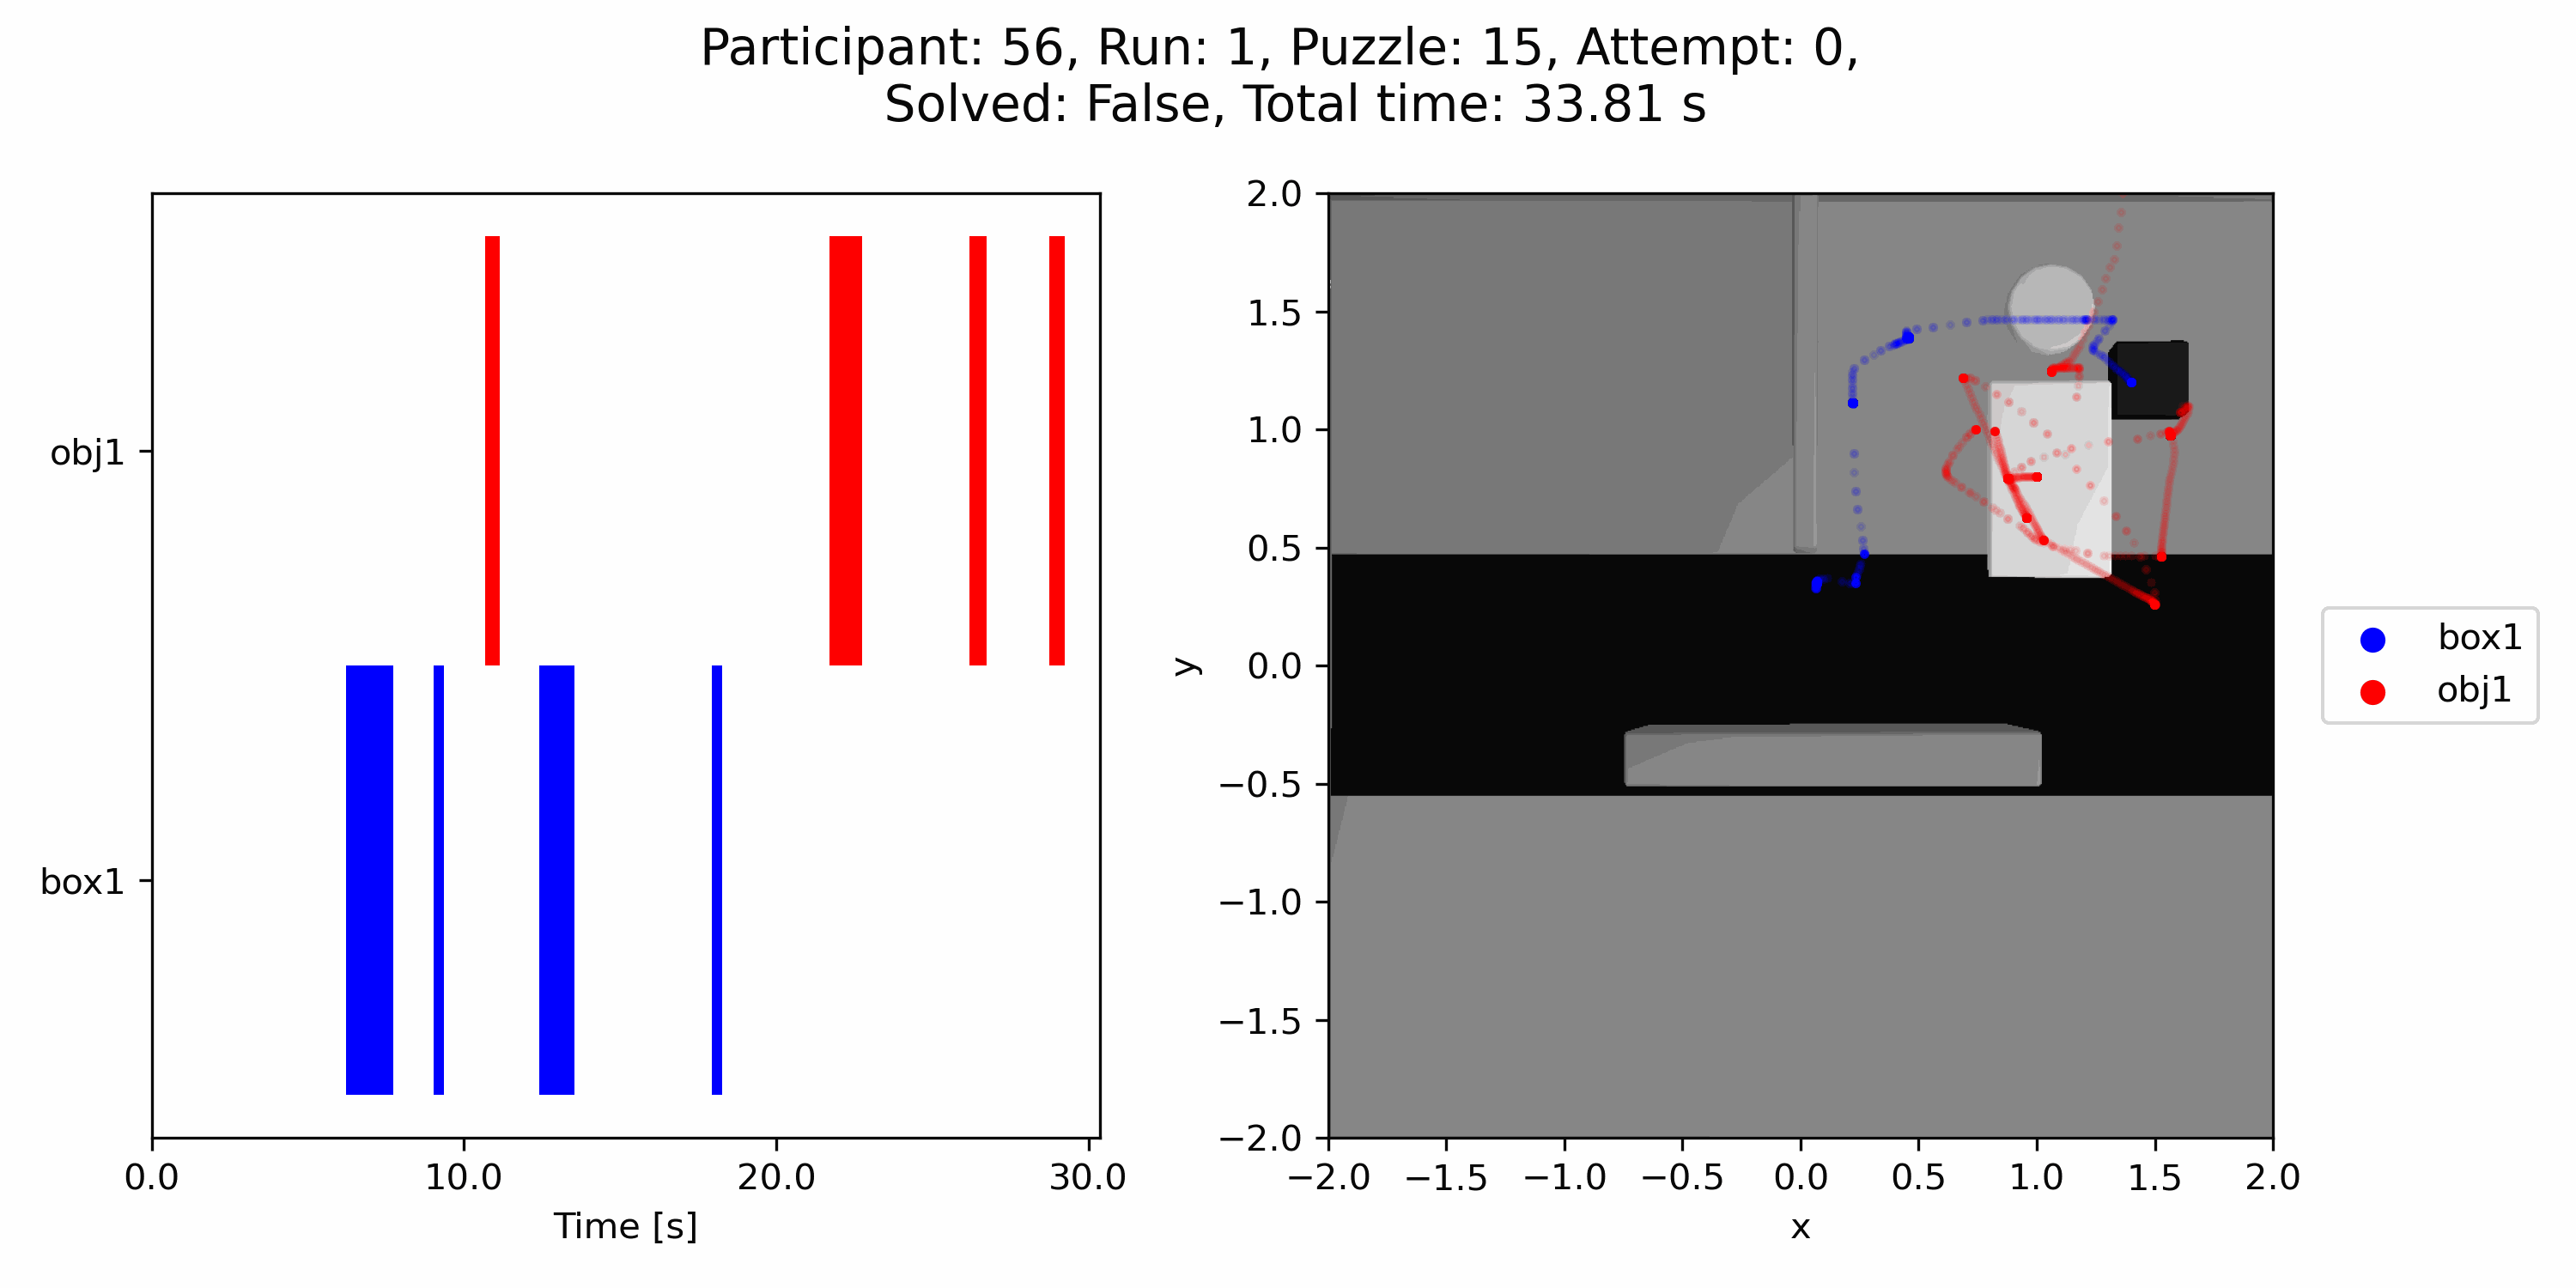 Participant: 56, Run: 1, Puzzle: 15, Attempt: 0,
Solved: False, Total time: 33.81 s
obj1
box1
0.0 10.0 20.0 30.0
Time [s]
2.0
1.5
1.0
0.5
0.0
−0.5
−1.0
−1.5
−2.0
y
−2.0 −1.5 −1.0 −0.5 0.0 0.5 1.0 1.5 2.0
x
box1
obj1